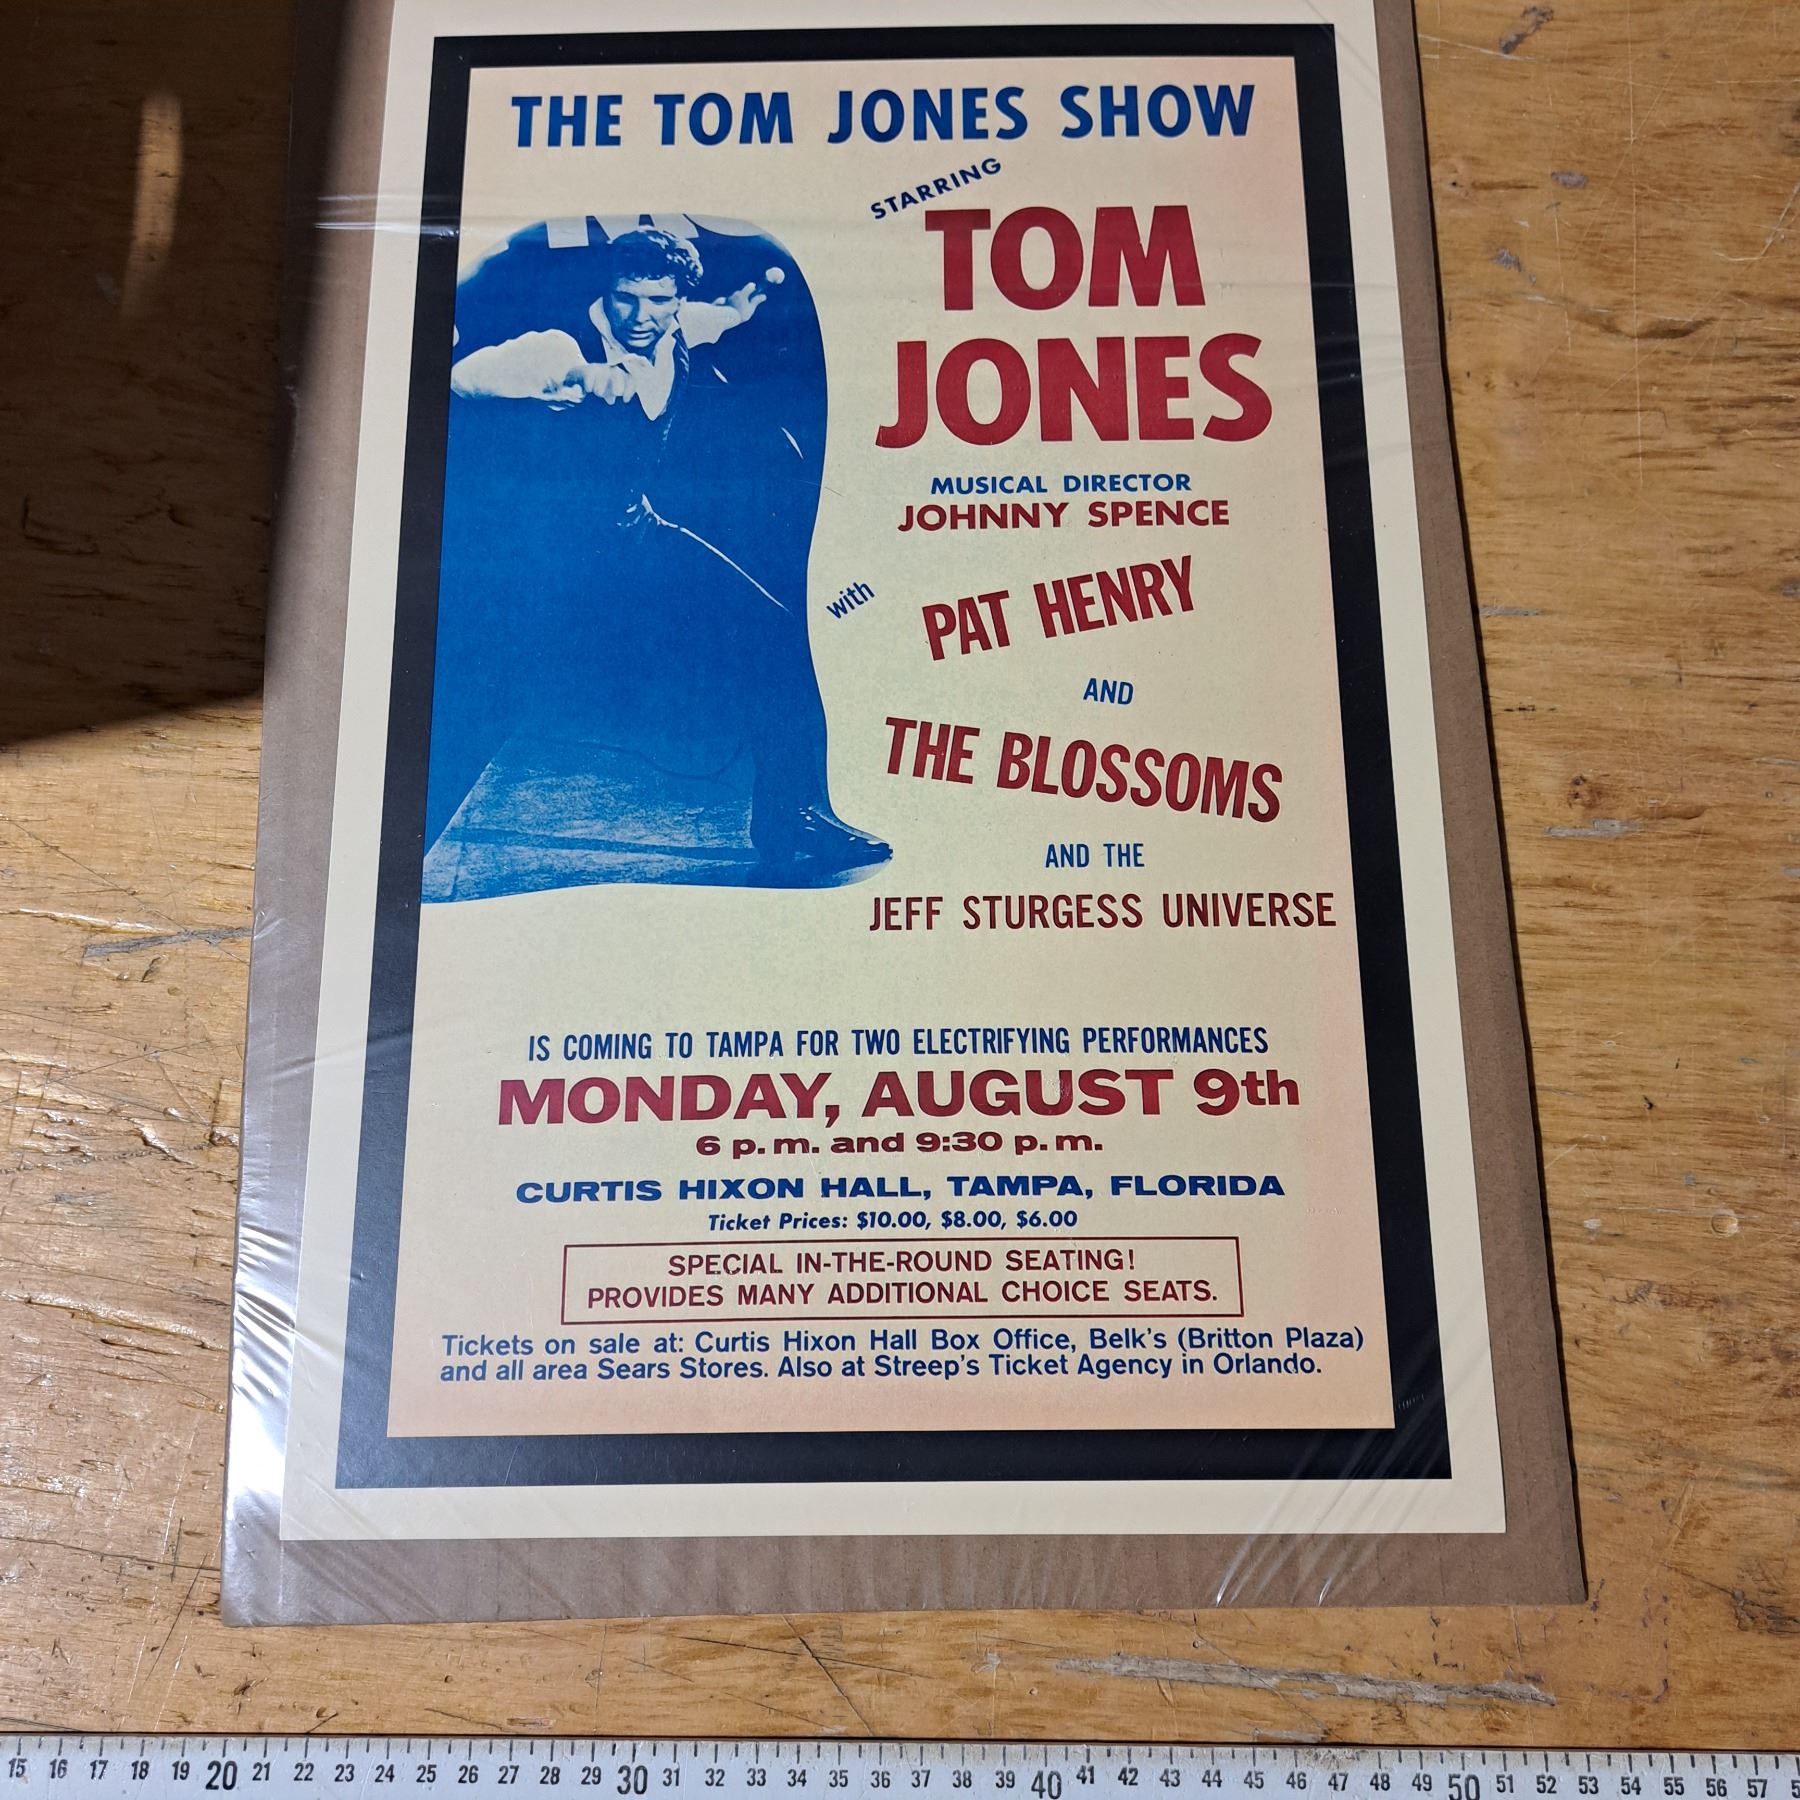 THE TOM JONES SHOW
STARRING
TOM
JONES
MUSICAL DIRECTOR
JOHNNY SPENCE
with
PAT HENRY
AND
THE BLOSSOMS
AND THE
JEFF STURGESS UNIVERSE
IS COMING TO TAMPA FOR TWO ELECTRIFYING PERFORMANCES
MONDAY, AUGUST 9th
6 p.m. and 9:30 p.m.
CURTIS HIXON HALL, TAMPA, FLORIDA
Ticket Prices: $10.00, $8.00, $6.00
SPECIAL IN-THE-ROUND SEATING!
PROVIDES MANY ADDITIONAL CHOICE SEATS.
Tickets on sale at: Curtis Hixon Hall Box Office, Belk's (Britton Plaza)
and all area Sears Stores. Also at Streep's Ticket Agency in Orlando.
15 16 17 18 19 20 21 22 23 24 25 26 27 28 29 30 31 32 33 34 35 36 37 38 39 40 41 42 43 44 45 46 47 48 49 50 51 52 53 54 55 56 57